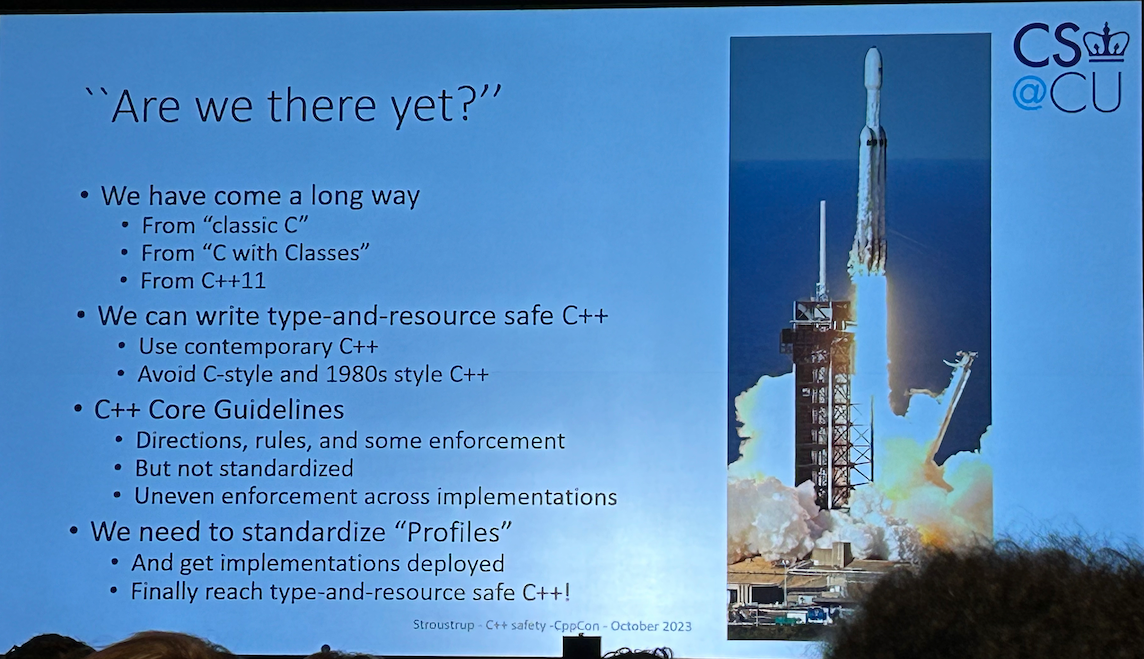 ``Are we there yet?”
• We have come a long way
• From “classic C”
• From “C with Classes”
• From C++11
• We can write type-and-resource safe C++
• Use contemporary C++
• Avoid C-style and 1980s style C++
• C++ Core Guidelines
• Directions, rules, and some enforcement
• But not standardized
• Uneven enforcement across implementations
• We need to standardize “Profiles”
• And get implementations deployed
• Finally reach type-and-resource safe C++!
Stroustrup - C++ safety -CppCon - October 2023
CS
@CU